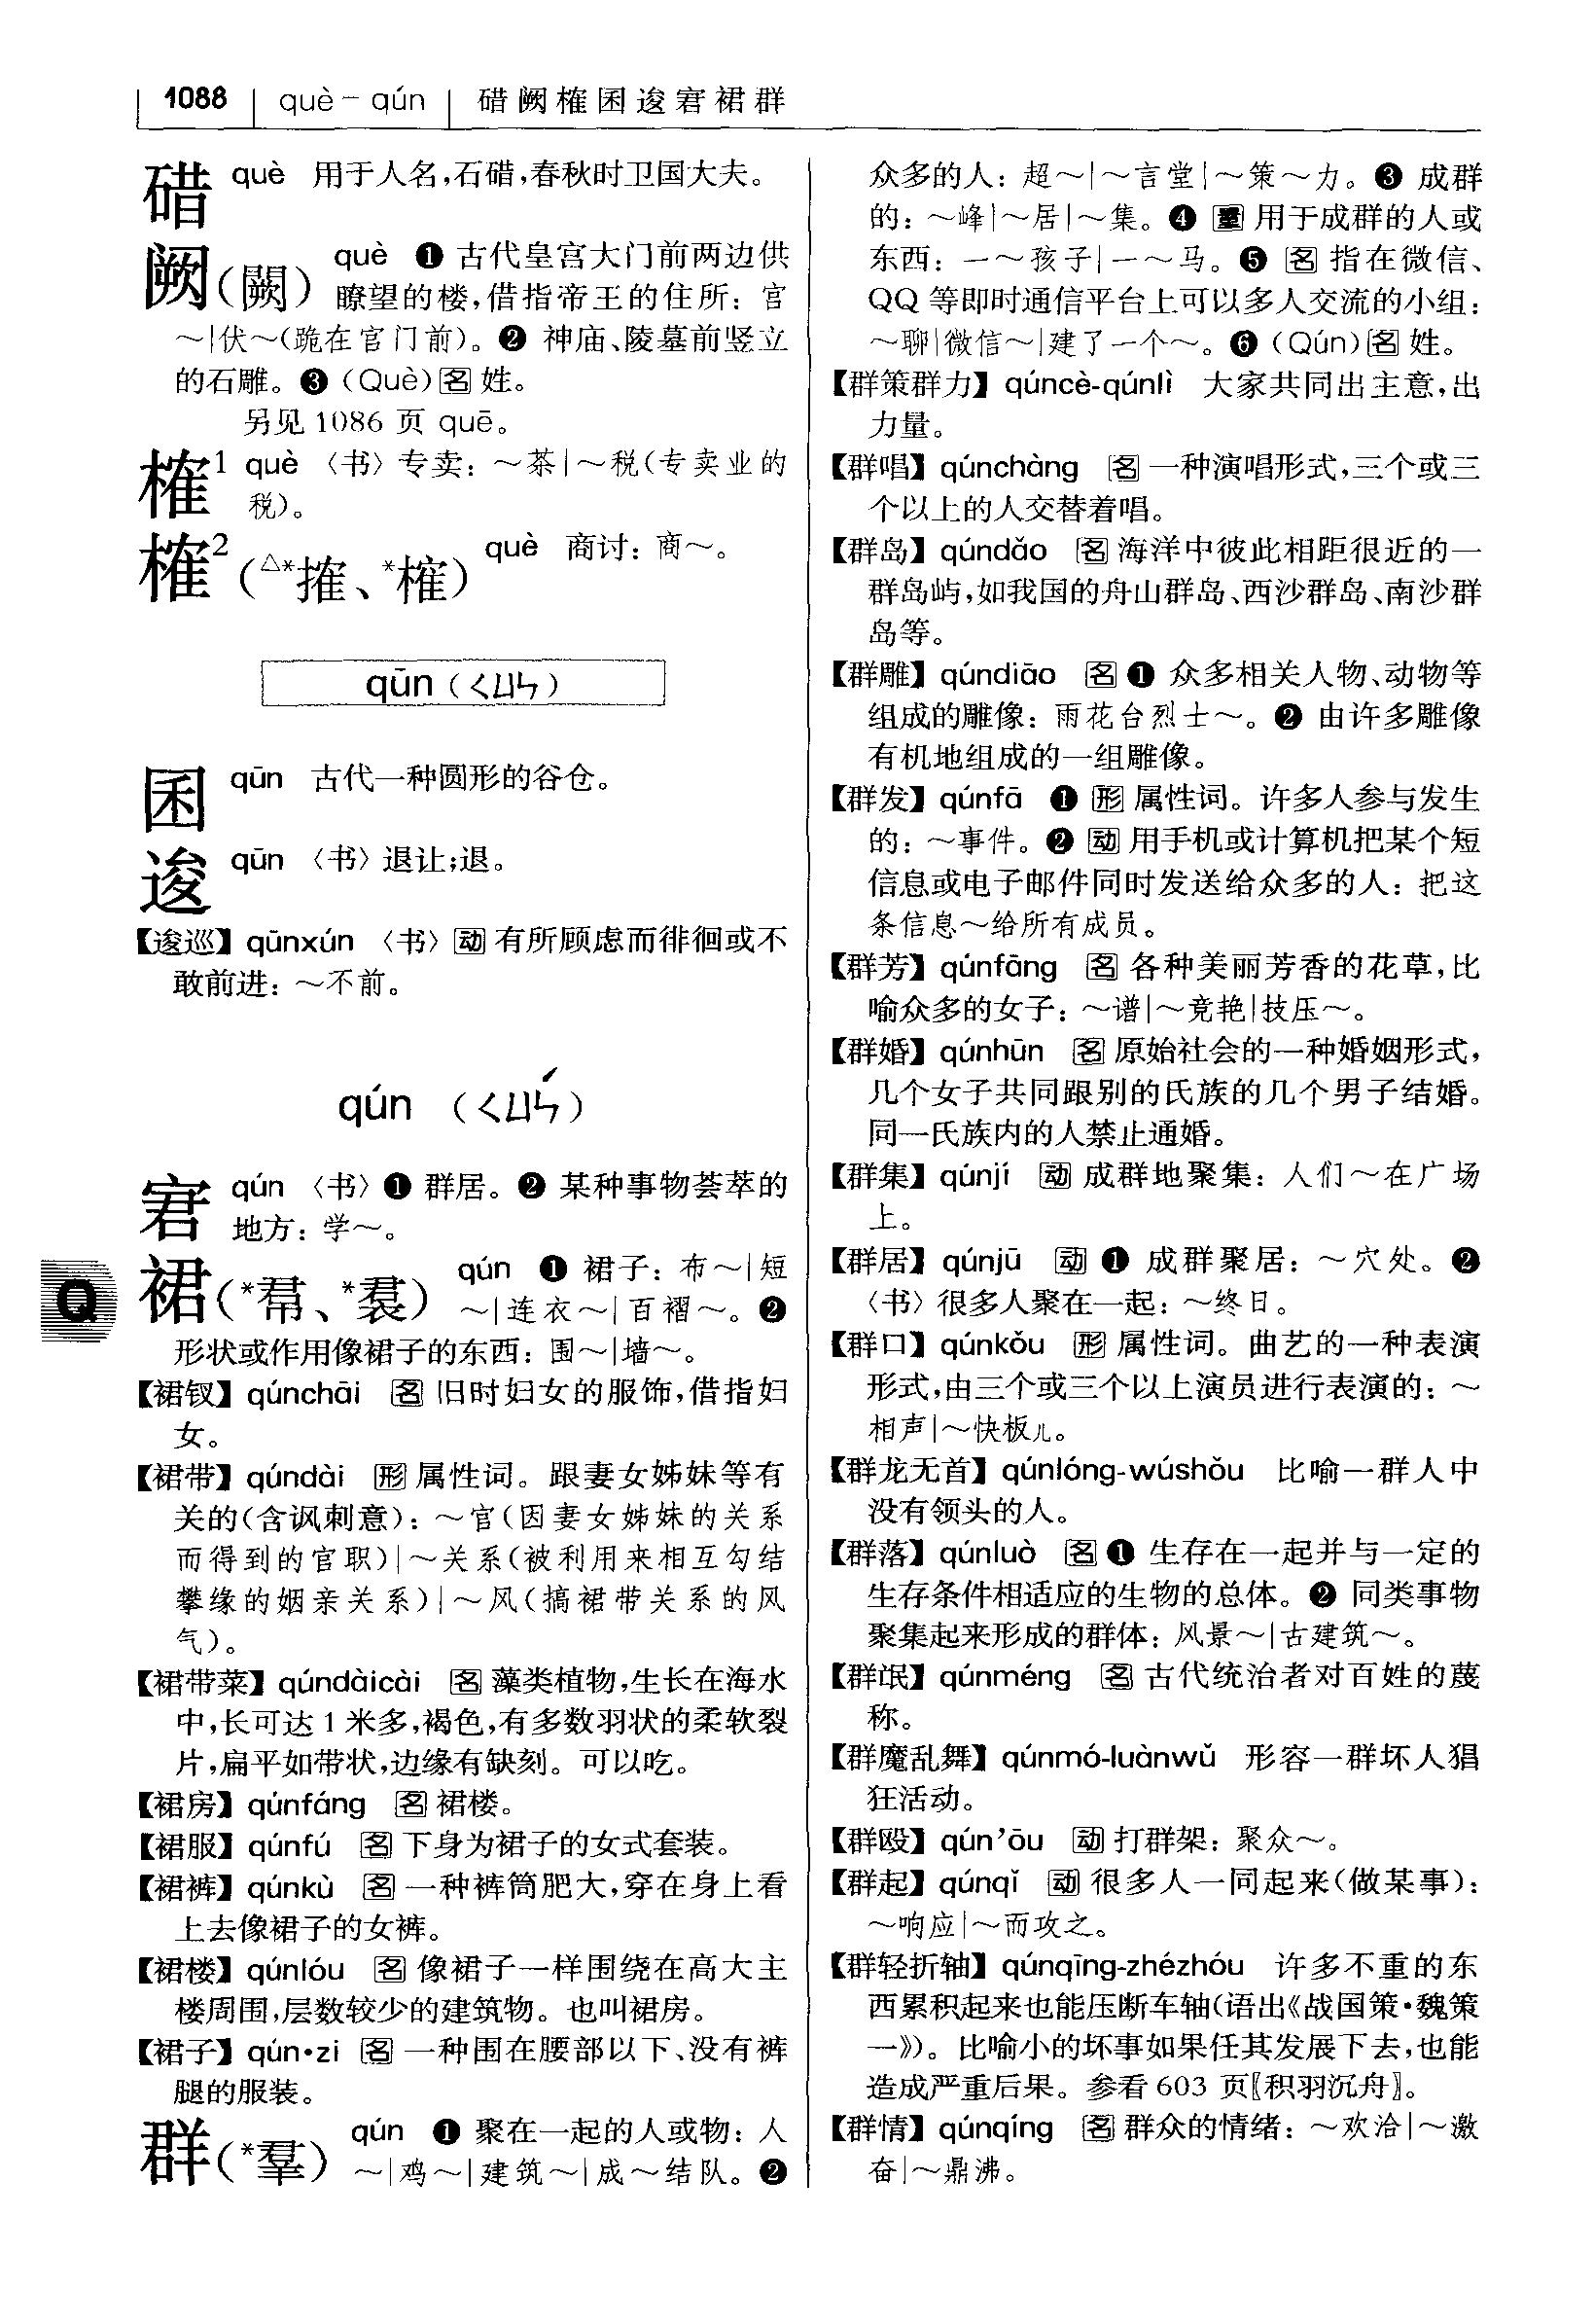 1088 què－qún 碏阙榷囷逡宭裙群
碏 què 用于人名，石碏，春秋时卫国大夫。
阙（闕） què ❶ 古代皇宫大门前两边供
瞭望的楼，借指帝王的住所：宫
～|伏～（跪在宫门前）。❷ 神庙、陵墓前竖立
的石雕。❸（Què）名 姓。
另见 1086 页 quē。
榷1 què 〈书〉专卖：～茶|～税（专卖业的
税）。
榷2（△*搉、*榷） què 商讨：商～。
qūn（ㄑㄩㄣ）
囷 qūn 古代一种圆形的谷仓。
逡 qūn 〈书〉退让；退。
【逡巡】qūnxún 〈书〉动 有所顾虑而徘徊或不
敢前进：～不前。
qún （ㄑㄩㄣˊ）
宭 qún 〈书〉❶ 群居。❷ 某种事物荟萃的
地方：学～。
裙（*帬、*裠） qún ❶ 裙子：布～|短
～|连衣～|百褶～。❷
形状或作用像裙子的东西：围～|墙～。
【裙钗】qúnchāi 名 旧时妇女的服饰，借指妇
女。
【裙带】qúndài 形 属性词。跟妻女姊妹等有
关的（含讽刺意）：～官（因妻女姊妹的关系
而得到的官职）|～关系（被利用来相互勾结
攀缘的姻亲关系）|～风（搞裙带关系的风
气）。
【裙带菜】qúndàicài 名 藻类植物，生长在海水
中，长可达 1 米多，褐色，有多数羽状的柔软裂
片，扁平如带状，边缘有缺刻。可以吃。
【裙房】qúnfáng 名 裙楼。
【裙服】qúnfú 名 下身为裙子的女式套装。
【裙裤】qúnkù 名 一种裤筒肥大，穿在身上看
上去像裙子的女裤。
【裙楼】qúnlóu 名 像裙子一样围绕在高大主
楼周围，层数较少的建筑物。也叫裙房。
【裙子】qún•zi 名 一种围在腰部以下、没有裤
腿的服装。
群（*羣） qún ❶ 聚在一起的人或物：人
～|鸡～|建筑～|成～结队。❷
Q
众多的人：超～|～言堂|～策～力。❸ 成群
的：～峰|～居|～集。❹ 量 用于成群的人或
东西：一～孩子|一～马。❺ 名 指在微信、
QQ 等即时通信平台上可以多人交流的小组：
～聊|微信～|建了一个～。❻（Qún）名 姓。
【群策群力】qúncè-qúnlì 大家共同出主意，出
力量。
【群唱】qúnchàng 名 一种演唱形式，三个或三
个以上的人交替着唱。
【群岛】qúndǎo 名 海洋中彼此相距很近的一
群岛屿，如我国的舟山群岛、西沙群岛、南沙群
岛等。
【群雕】qúndiāo 名 ❶ 众多相关人物、动物等
组成的雕像：雨花台烈士～。❷ 由许多雕像
有机地组成的一组雕像。
【群发】qúnfā ❶ 形 属性词。许多人参与发生
的：～事件。❷ 动 用手机或计算机把某个短
信息或电子邮件同时发送给众多的人：把这
条信息～给所有成员。
【群芳】qúnfāng 名 各种美丽芳香的花草，比
喻众多的女子：～谱|～竞艳|技压～。
【群婚】qúnhūn 名 原始社会的一种婚姻形式，
几个女子共同跟别的氏族的几个男子结婚。
同一氏族内的人禁止通婚。
【群集】qúnjí 动 成群地聚集：人们～在广场
上。
【群居】qúnjū 动 ❶ 成群聚居：～穴处。❷
〈书〉很多人聚在一起：～终日。
【群口】qúnkǒu 形 属性词。曲艺的一种表演
形式，由三个或三个以上演员进行表演的：～
相声|～快板儿。
【群龙无首】qúnlóng-wúshǒu 比喻一群人中
没有领头的人。
【群落】qúnluò 名 ❶ 生存在一起并与一定的
生存条件相适应的生物的总体。❷ 同类事物
聚集起来形成的群体：风景～|古建筑～。
【群氓】qúnméng 名 古代统治者对百姓的蔑
称。
【群魔乱舞】qúnmó-luànwǔ 形容一群坏人猖
狂活动。
【群殴】qún’ōu 动 打群架：聚众～。
【群起】qúnqǐ 动 很多人一同起来（做某事）：
～响应|～而攻之。
【群轻折轴】qúnqīng-zhézhóu 许多不重的东
西累积起来也能压断车轴（语出《战国策•魏策
一》）。比喻小的坏事如果任其发展下去，也能
造成严重后果。参看 603 页〖积羽沉舟〗。
【群情】qúnqíng 名 群众的情绪：～欢洽|～激
奋|～鼎沸。